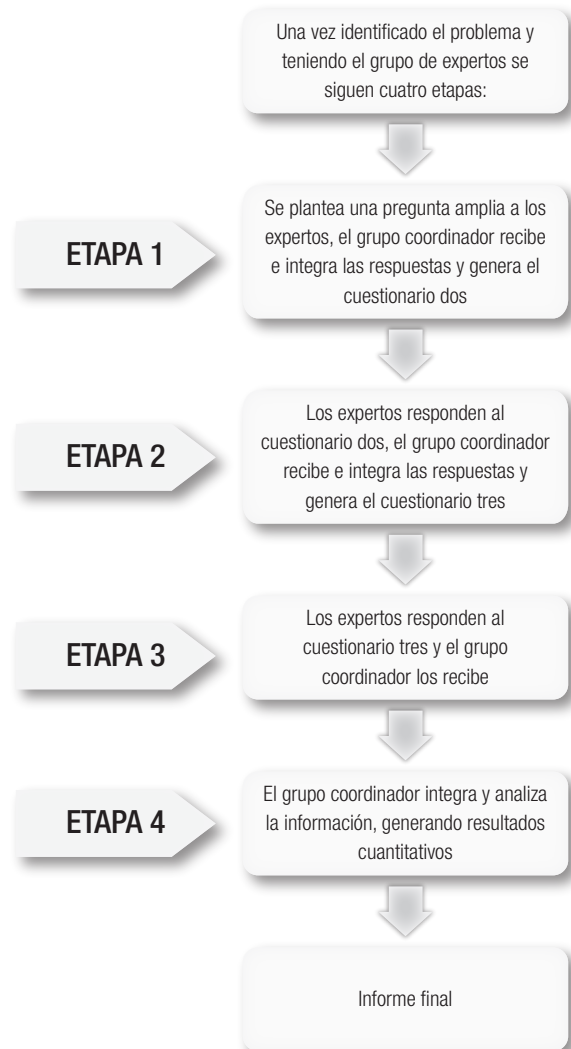 Una vez identificado el problema y
teniendo el grupo de expertos se
siguen cuatro etapas:
ETAPA 1
Se plantea una pregunta amplia a los
expertos, el grupo coordinador recibe
e integra las respuestas y genera el
cuestionario dos
ETAPA 2
Los expertos responden al
cuestionario dos, el grupo coordinador
recibe e integra las respuestas y
genera el cuestionario tres
ETAPA 3
Los expertos responden al
cuestionario tres y el grupo
coordinador los recibe
ETAPA 4
El grupo coordinador integra y analiza
la información, generando resultados
cuantitativos
Informe final